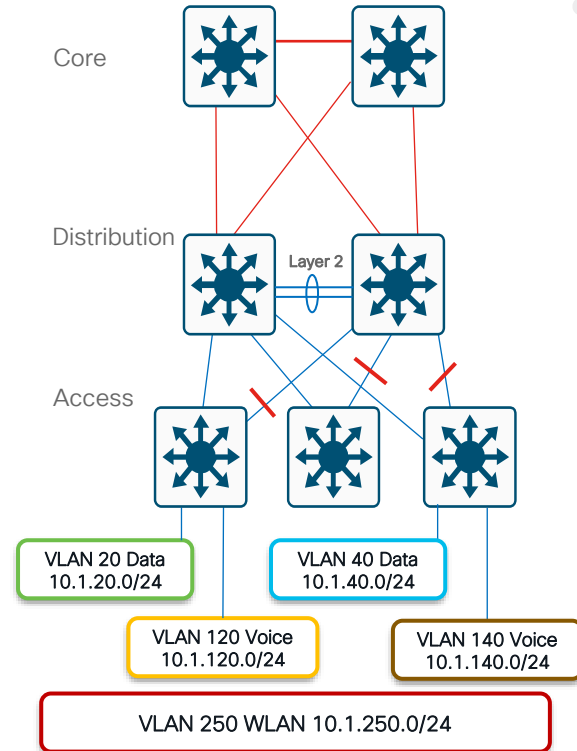 Core
Distribution
Layer 2
Access
VLAN 20 Data
10.1.20.0/24
VLAN 40 Data
10.1.40.0/24
VLAN 120 Voice
10.1.120.0/24
VLAN 140 Voice
10.1.140.0/24
VLAN 250 WLAN 10.1.250.0/24